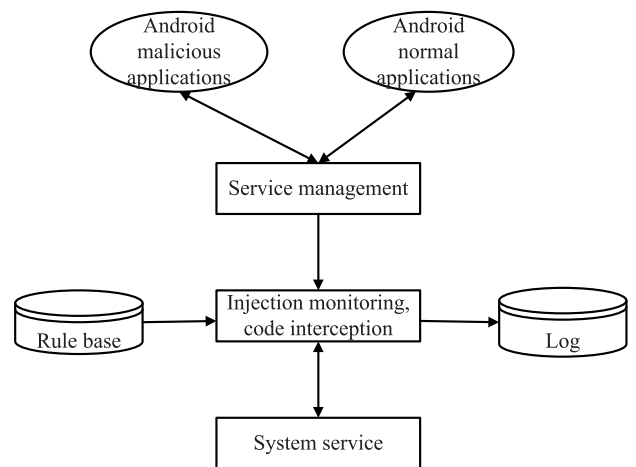 Android
malicious
applications
Android
normal
applications
Service management
Injection monitoring,
code interception
Rule base
Log
System service